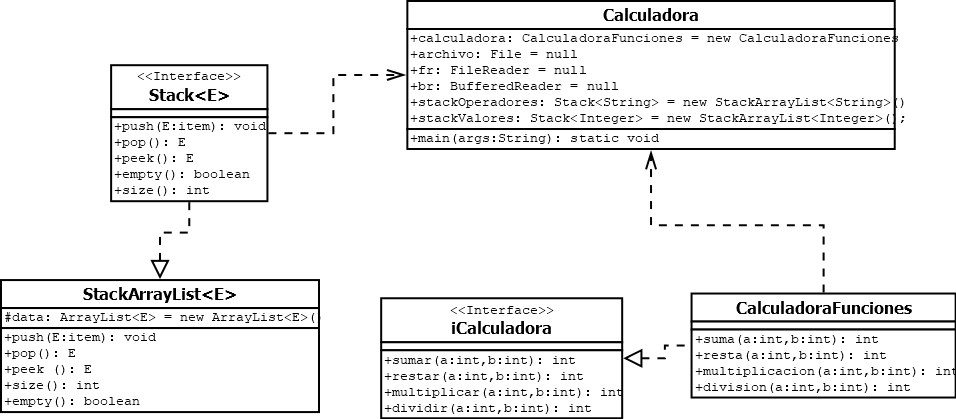 Calculadora
+calculadora: CalculadoraFunciones = new CalculadoraFunciones
+archivo: File = null
+fr: FileReader = null
+br: BufferedReader = null
+stackOperadores: Stack<String> = new StackArrayList<String>()
+stackValores: Stack<Integer> = new StackArrayList<Integer>();
+main(args:String): static void
<<Interface>>
Stack<E>
+push(E:item): void
+pop(): E
+peek(): E
+empty(): boolean
+size(): int
StackArrayList<E>
#data: ArrayList<E> = new ArrayList<E>()
+push(E:item): void
+pop(): E
+peek (): E
+size(): int
+empty(): boolean
<<Interface>>
iCalculadora
+sumar(a:int,b:int): int
+restar(a:int,b:int): int
+multiplicar(a:int,b:int): int
+dividir(a:int,b:int): int
CalculadoraFunciones
+suma(a:int,b:int): int
+resta(a:int,b:int): int
+multiplicacion(a:int,b:int): int
+division(a:int,b:int): int